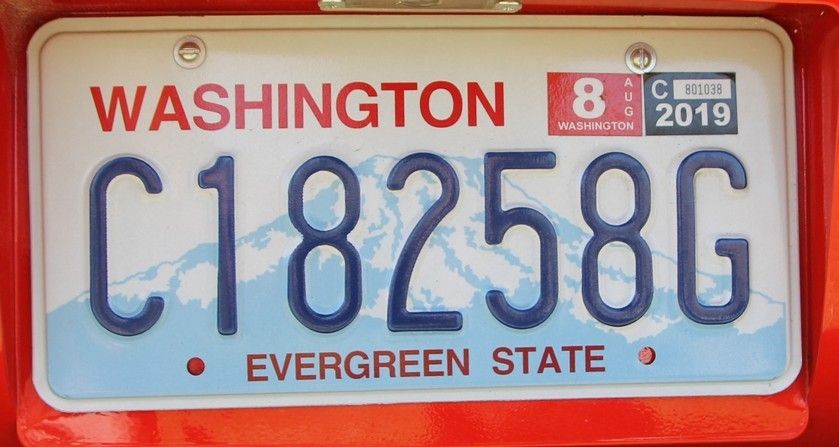 WASHINGTON
8 AUG
WASHINGTON
C 801038
2019
C18258G
EVERGREEN STATE